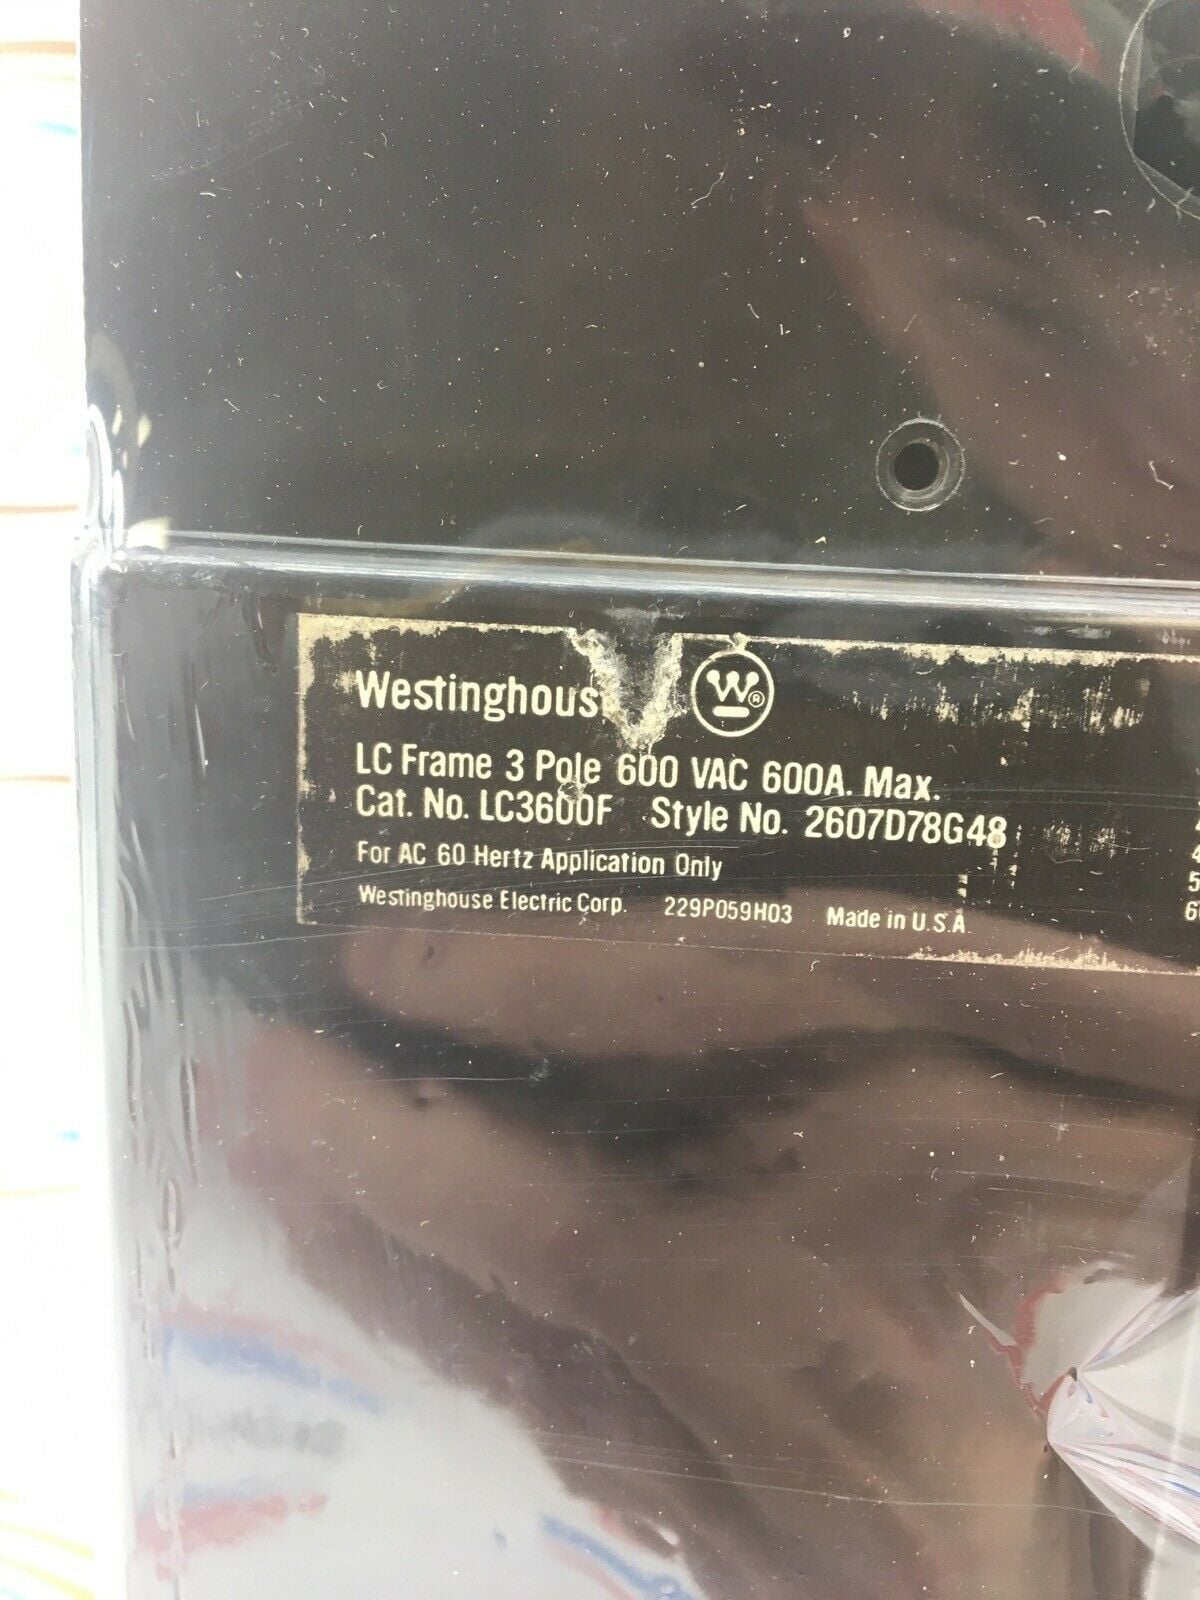 Westinghous W ®
LC Frame 3 Pole 600 VAC 600A. Max.
Cat. No. LC3600F Style No. 2607D78G48
For AC 60 Hertz Application Only
Westinghouse Electric Corp. 229P059H03 Made in U.S.A.